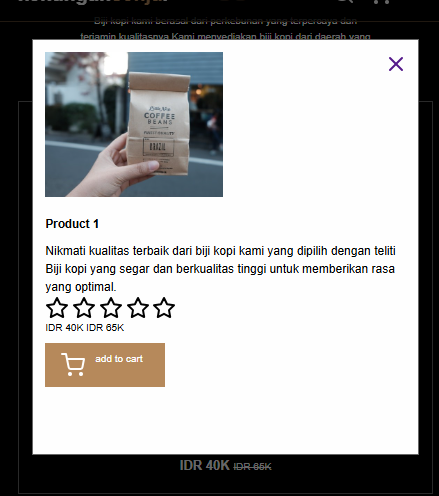 Biji kopi kami berasal dari perkebunan yang terpercaya dan
terjamin kualitasnya.Kami menyediakan biji kopi dari daerah yang
COFFEE
BEANS
BRAZIL
Product 1
Nikmati kualitas terbaik dari biji kopi kami yang dipilih dengan teliti
Biji kopi yang segar dan berkualitas tinggi untuk memberikan rasa
yang optimal.
IDR 40K IDR 65K
add to cart
IDR 40K IDR 65K